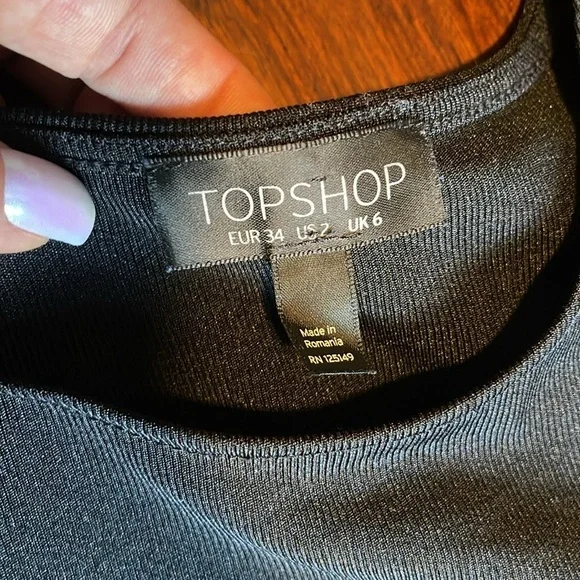 TOPSHOP
EUR 34 US 2 UK 6
Made in
Romania
RN 125149